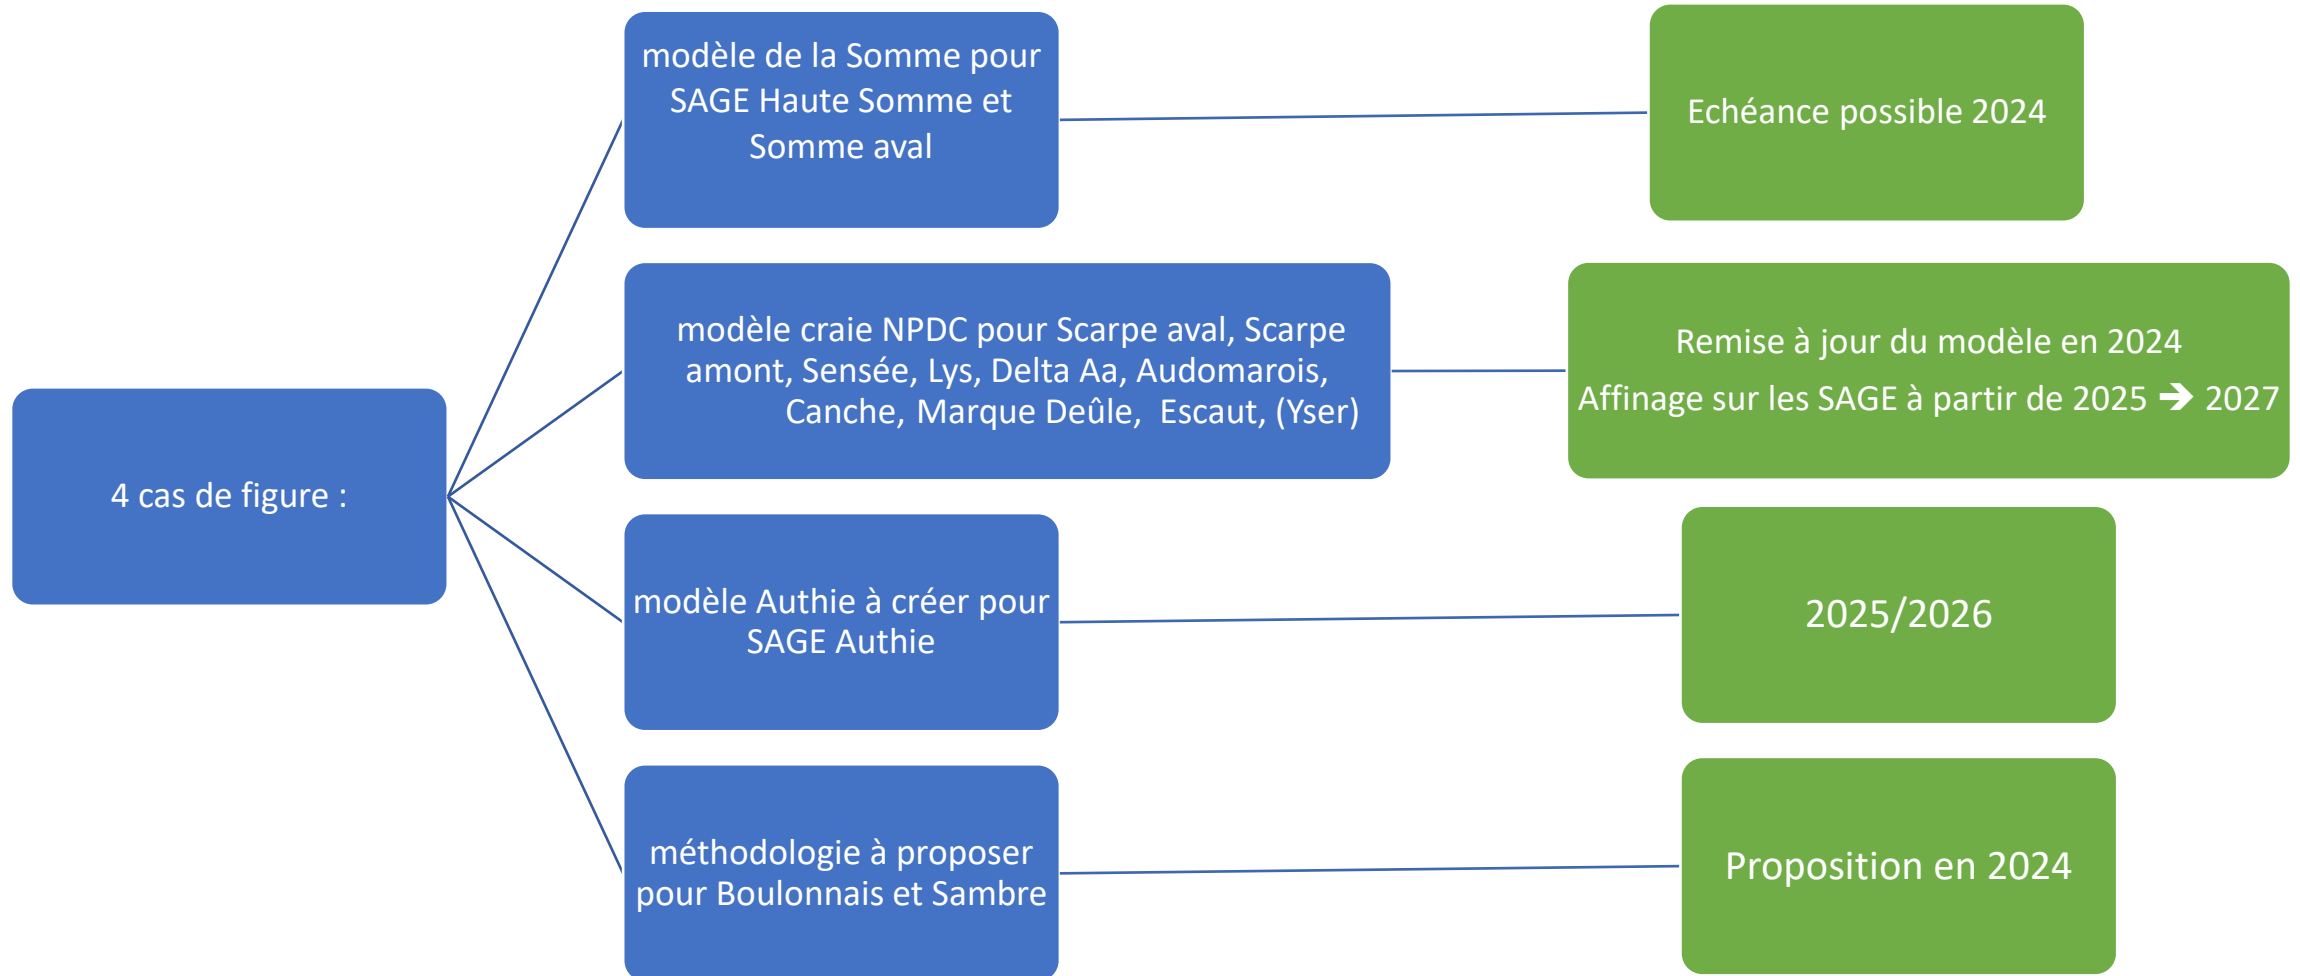 4 cas de figure :
modèle de la Somme pour
SAGE Haute Somme et
Somme aval
Echéance possible 2024
modèle craie NPDC pour Scarpe aval, Scarpe
amont, Sensée, Lys, Delta Aa, Audomarois,
Canche, Marque Deûle, Escaut, (Yser)
Remise à jour du modèle en 2024
Affinage sur les SAGE à partir de 2025 ➔ 2027
modèle Authie à créer pour
SAGE Authie
2025/2026
méthodologie à proposer
pour Boulonnais et Sambre
Proposition en 2024